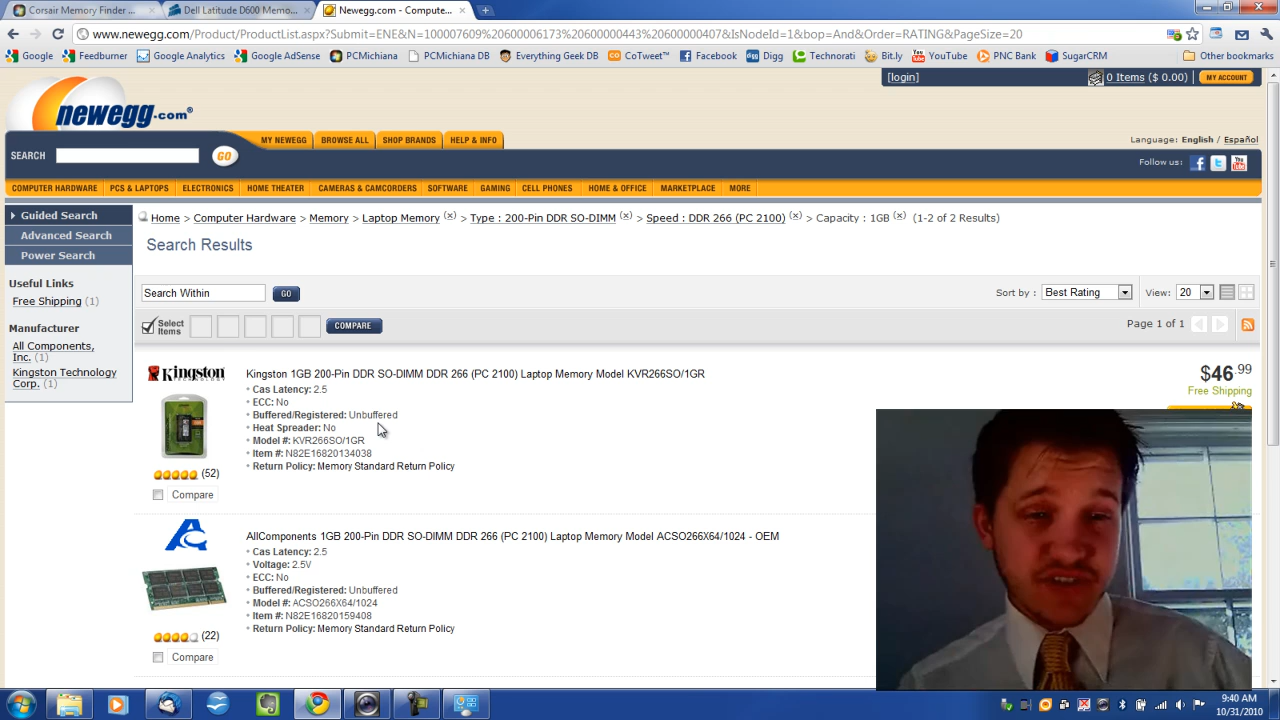 Corsair Memory Finder
Dell Latitude D600 Memo...
Newegg.com - Compute...
www.newegg.com/Product/ProductList.aspx?Submit=ENE&N=100007609%20600006173%20600000443%20600000407&IsNodeId=1&bop=And&Order=RATING&PageSize=20
Google Feedburner Google Analytics Google AdSense PCMichiana PCMichiana DB Everything Geek DB CoTweet Facebook Digg Technorati Bit.ly YouTube PNC Bank SugarCRM Other bookmarks
[login] 0 Items ($ 0.00) MY ACCOUNT
newegg.com®
MY NEWEGG BROWSE ALL SHOP BRANDS HELP & INFO
Language: English / Español
SEARCH GO
Follow us:
COMPUTER HARDWARE PCS & LAPTOPS ELECTRONICS HOME THEATER CAMERAS & CAMCORDERS SOFTWARE GAMING CELL PHONES HOME & OFFICE MARKETPLACE MORE
Guided Search
Advanced Search
Power Search
Useful Links
Free Shipping (1)
Manufacturer
All Components, Inc. (1)
Kingston Technology Corp. (1)
Home > Computer Hardware > Memory > Laptop Memory (x) > Type : 200-Pin DDR SO-DIMM (x) > Speed : DDR 266 (PC 2100) (x) > Capacity : 1GB (x) (1-2 of 2 Results)
Search Results
Search Within GO
Sort by : Best Rating View: 20
Select Items COMPARE
Page 1 of 1
Kingston TECHNOLOGY
Kingston 1GB 200-Pin DDR SO-DIMM DDR 266 (PC 2100) Laptop Memory Model KVR266SO/1GR
Cas Latency: 2.5
ECC: No
Buffered/Registered: Unbuffered
Heat Spreader: No
Model #: KVR266SO/1GR
Item #: N82E16820134038
Return Policy: Memory Standard Return Policy
(52)
Compare
$46.99
Free Shipping
AllComponents 1GB 200-Pin DDR SO-DIMM DDR 266 (PC 2100) Laptop Memory Model ACSO266X64/1024 - OEM
Cas Latency: 2.5
Voltage: 2.5V
ECC: No
Buffered/Registered: Unbuffered
Model #: ACSO266X64/1024
Item #: N82E16820159408
Return Policy: Memory Standard Return Policy
(22)
Compare
9:40 AM
10/31/2010